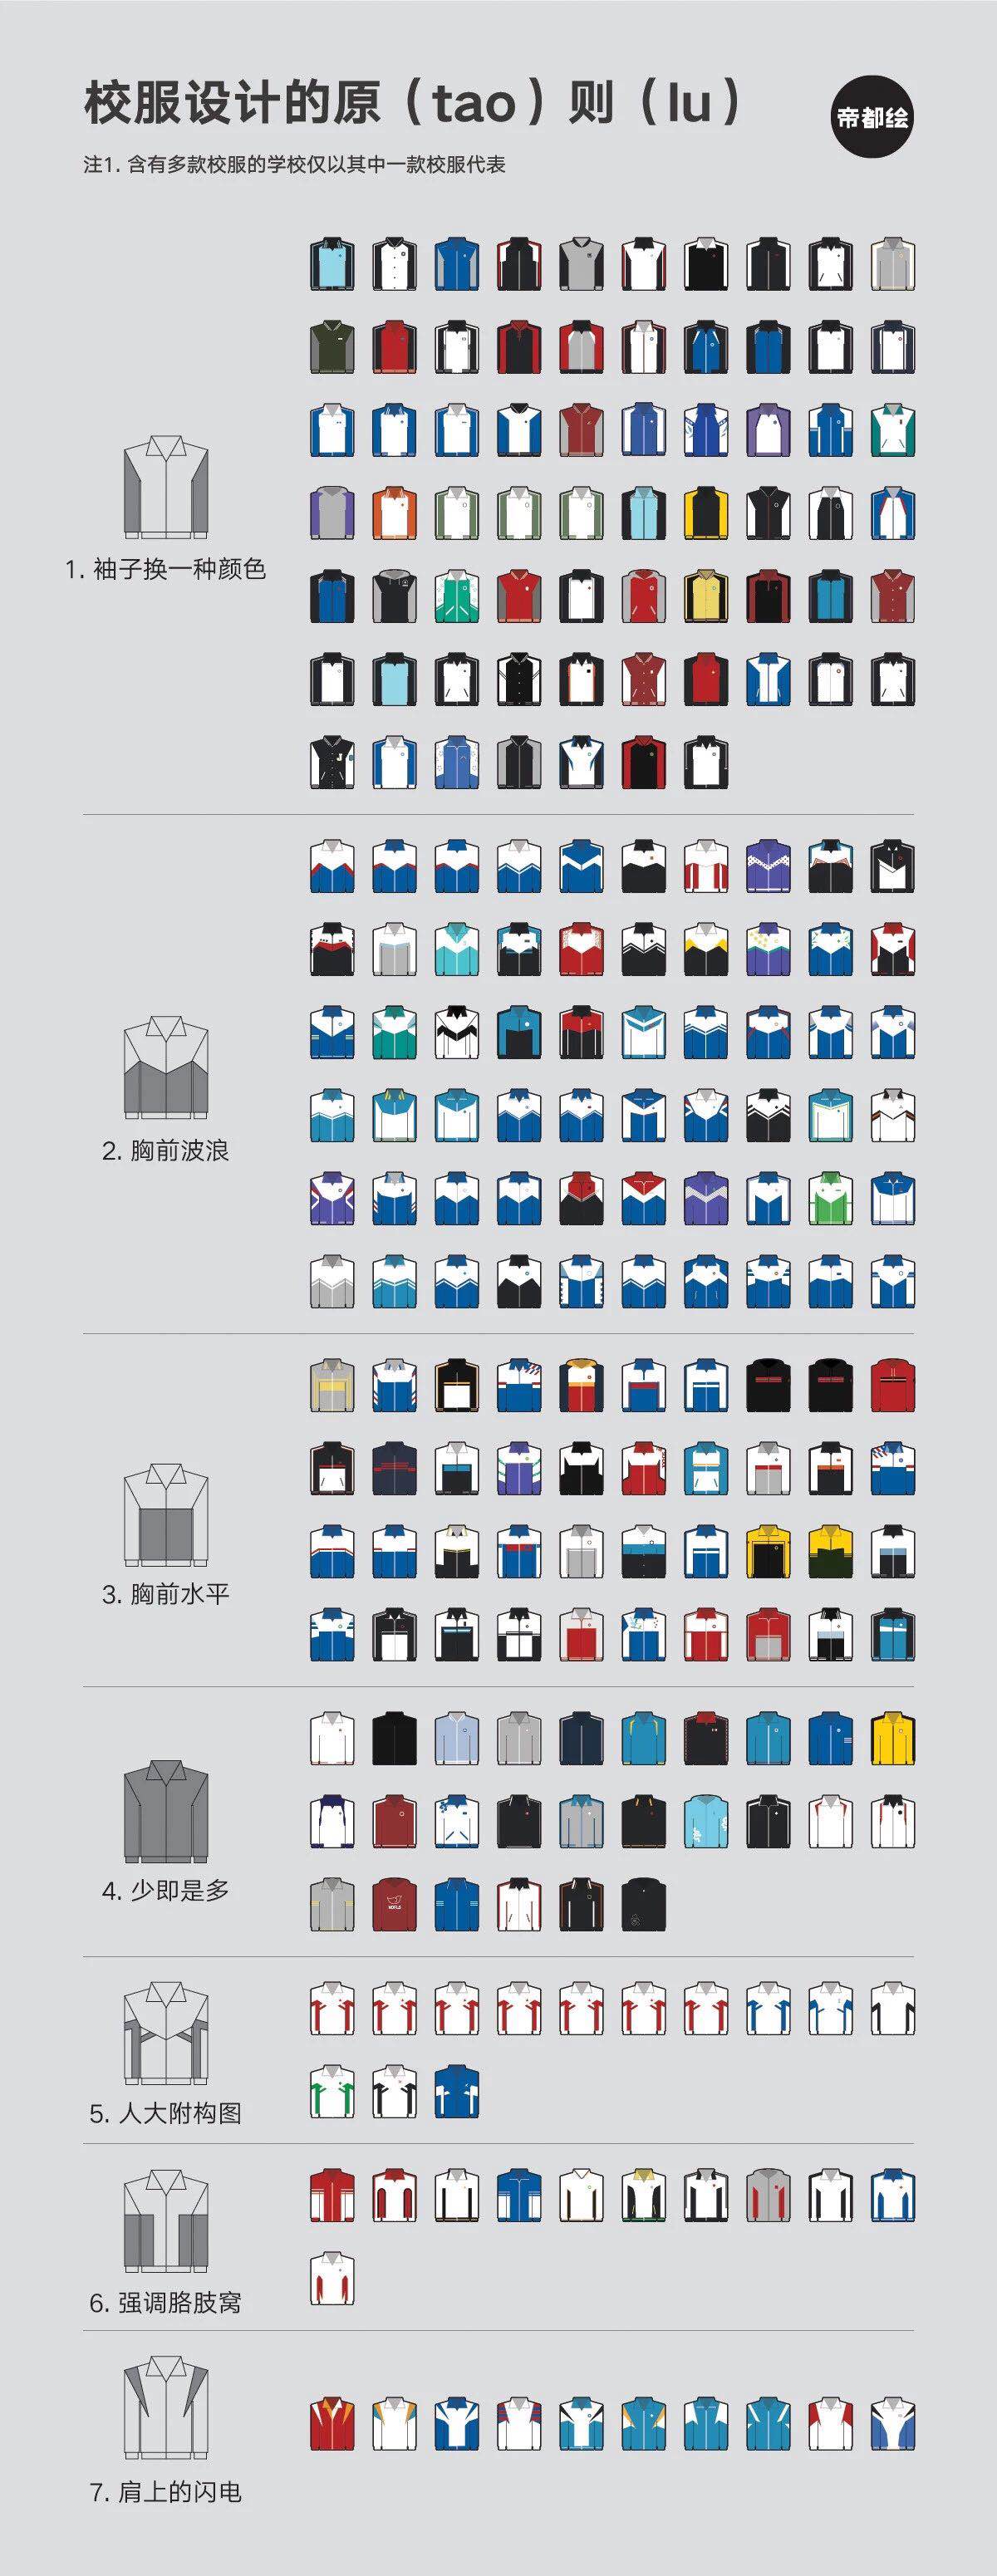 校服设计的原（tao）则（lu）
帝都绘
注1. 含有多款校服的学校仅以其中一款校服代表
1. 袖子换一种颜色
2. 胸前波浪
3. 胸前水平
4. 少即是多
5. 人大附构图
6. 强调胳肢窝
7. 肩上的闪电